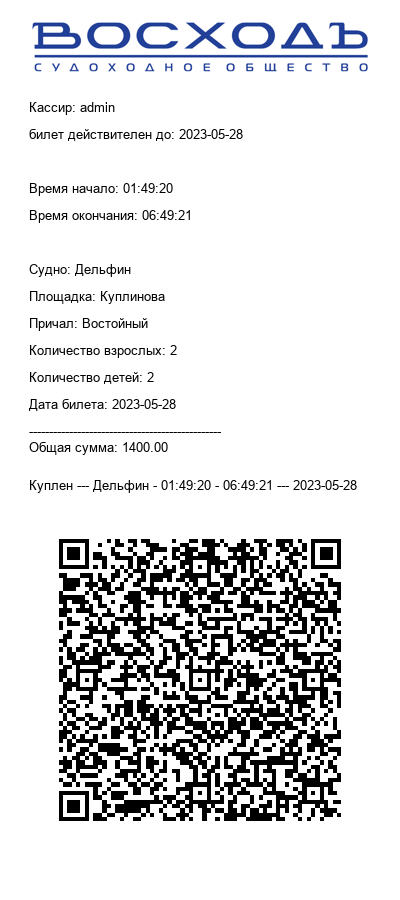 ВОСХОДЪ
СУДОХОДНОЕ ОБЩЕСТВО
Кассир: admin
билет действителен до: 2023-05-28
Время начало: 01:49:20
Время окончания: 06:49:21
Судно: Дельфин
Площадка: Куплинова
Причал: Востойный
Количество взрослых: 2
Количество детей: 2
Дата билета: 2023-05-28
------------------------------------------------
Общая сумма: 1400.00
Куплен --- Дельфин - 01:49:20 - 06:49:21 --- 2023-05-28